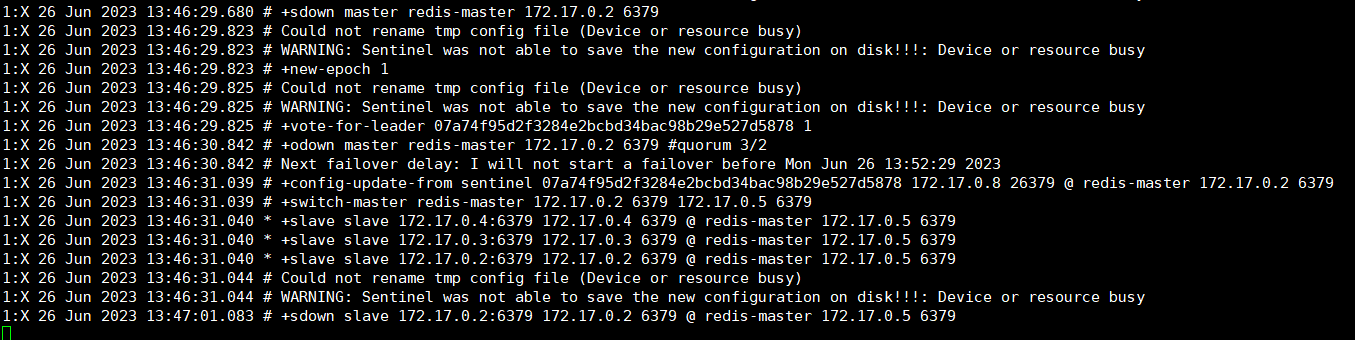 1:X 26 Jun 2023 13:46:29.680 # +sdown master redis-master 172.17.0.2 6379
1:X 26 Jun 2023 13:46:29.823 # Could not rename tmp config file (Device or resource busy)
1:X 26 Jun 2023 13:46:29.823 # WARNING: Sentinel was not able to save the new configuration on disk!!!: Device or resource busy
1:X 26 Jun 2023 13:46:29.823 # +new-epoch 1
1:X 26 Jun 2023 13:46:29.825 # Could not rename tmp config file (Device or resource busy)
1:X 26 Jun 2023 13:46:29.825 # WARNING: Sentinel was not able to save the new configuration on disk!!!: Device or resource busy
1:X 26 Jun 2023 13:46:29.825 # +vote-for-leader 07a74f95d2f3284e2bcbd34bac98b29e527d5878 1
1:X 26 Jun 2023 13:46:30.842 # +odown master redis-master 172.17.0.2 6379 #quorum 3/2
1:X 26 Jun 2023 13:46:30.842 # Next failover delay: I will not start a failover before Mon Jun 26 13:52:29 2023
1:X 26 Jun 2023 13:46:31.039 # +config-update-from sentinel 07a74f95d2f3284e2bcbd34bac98b29e527d5878 172.17.0.8 26379 @ redis-master 172.17.0.2 6379
1:X 26 Jun 2023 13:46:31.039 # +switch-master redis-master 172.17.0.2 6379 172.17.0.5 6379
1:X 26 Jun 2023 13:46:31.040 * +slave slave 172.17.0.4:6379 172.17.0.4 6379 @ redis-master 172.17.0.5 6379
1:X 26 Jun 2023 13:46:31.040 * +slave slave 172.17.0.3:6379 172.17.0.3 6379 @ redis-master 172.17.0.5 6379
1:X 26 Jun 2023 13:46:31.040 * +slave slave 172.17.0.2:6379 172.17.0.2 6379 @ redis-master 172.17.0.5 6379
1:X 26 Jun 2023 13:46:31.044 # Could not rename tmp config file (Device or resource busy)
1:X 26 Jun 2023 13:46:31.044 # WARNING: Sentinel was not able to save the new configuration on disk!!!: Device or resource busy
1:X 26 Jun 2023 13:47:01.083 # +sdown slave 172.17.0.2:6379 172.17.0.2 6379 @ redis-master 172.17.0.5 6379